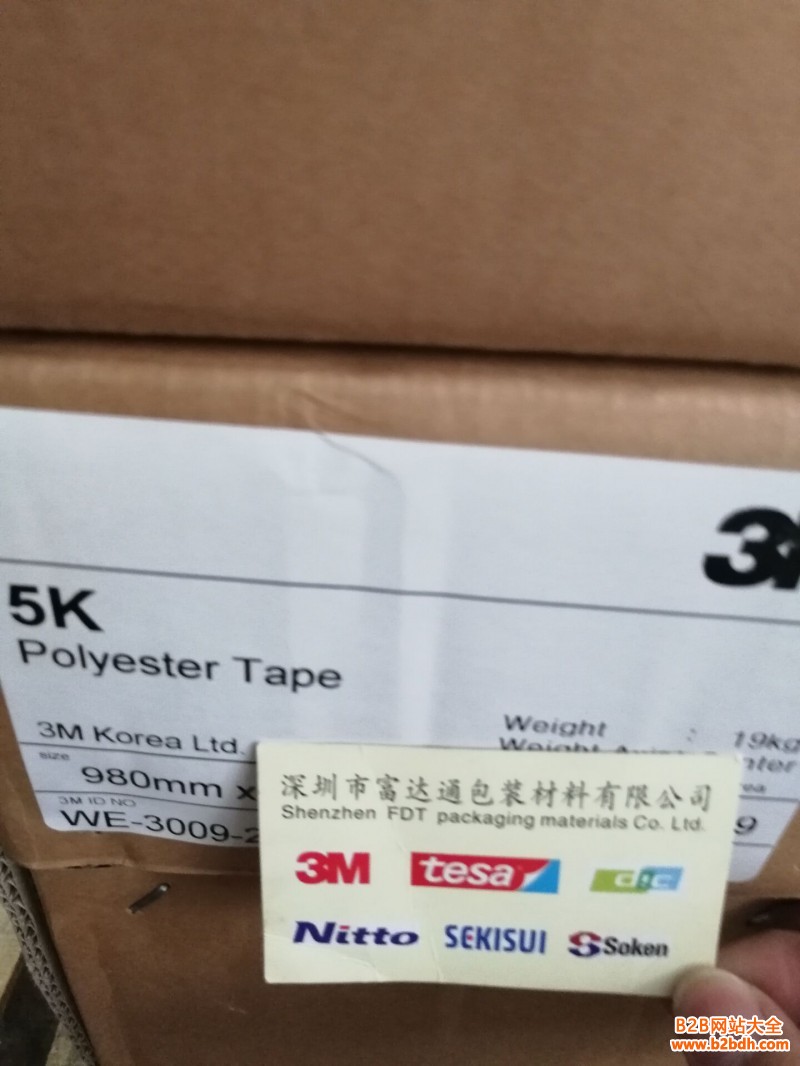 3M
5K
Polyester Tape
3M Korea Ltd.
Weight : 19kg
Weight
size
980mm x
3M ID NO
WE-3009-2
9
深圳市富达通包装材料有限公司
Shenzhen FDT packaging materials Co. Ltd.
3M tesa dic
Nitto SEKISUI Soken
B2B网站大全
www.b2bdh.com